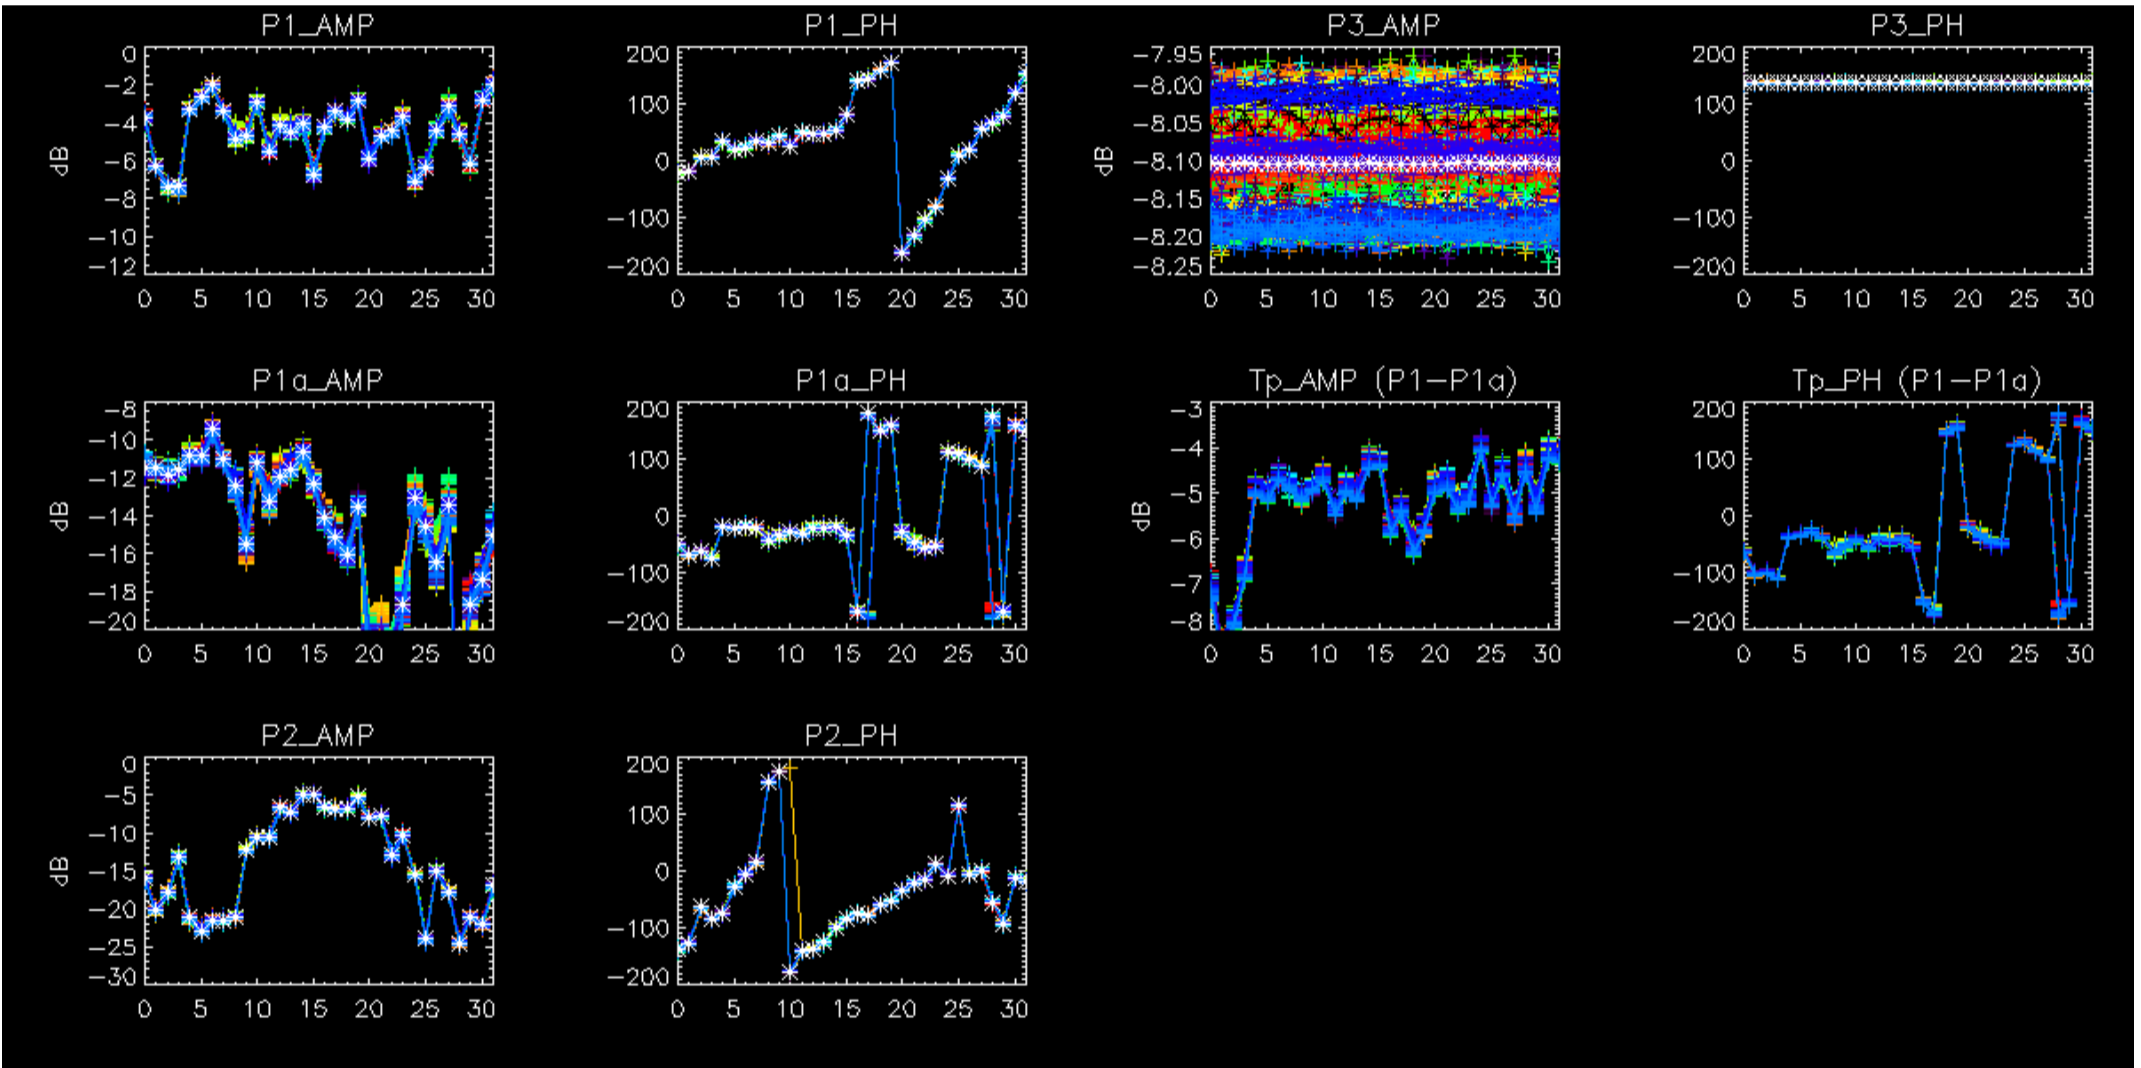 P1_AMP
P1_PH
P3_AMP
P3_PH
0
−2
−4
−6
−8
−10
−12
dB
0 5 10 15 20 25 30
200
100
0
−100
−200
0 5 10 15 20 25 30
−7.95
−8.00
−8.05
−8.10
−8.15
−8.20
−8.25
dB
0 5 10 15 20 25 30
200
100
0
−100
−200
0 5 10 15 20 25 30
P1a_AMP
P1a_PH
Tp_AMP (P1−P1a)
Tp_PH (P1−P1a)
−8
−10
−12
−14
−16
−18
−20
dB
0 5 10 15 20 25 30
200
100
0
−100
−200
0 5 10 15 20 25 30
−3
−4
−5
−6
−7
−8
dB
0 5 10 15 20 25 30
200
100
0
−100
−200
0 5 10 15 20 25 30
P2_AMP
P2_PH
0
−5
−10
−15
−20
−25
−30
dB
0 5 10 15 20 25 30
200
100
0
−100
−200
0 5 10 15 20 25 30